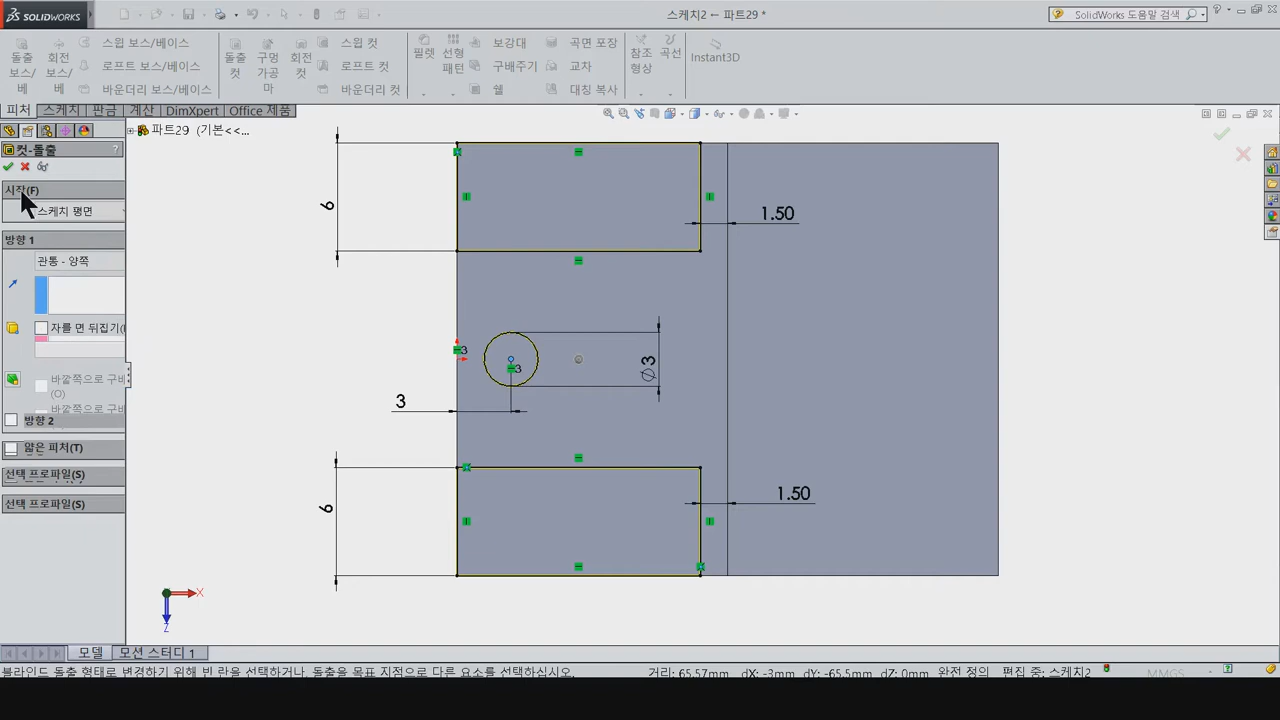 SOLIDWORKS
스케치2 ← 파트29 *
SolidWorks 도움말 검색
돌출
보스/
베
회전
보스/
베
스윕 보스/베이스
로프트 보스/베이스
바운더리 보스/베이스
돌출
컷
구멍
가공
마
회전
컷
스윕 컷
로프트 컷
바운더리 컷
필렛
선형
패턴
보강대
구배주기
쉘
곡면 포장
교차
대칭 복사
참조
형상
곡선
Instant3D
피처
스케치
판금
계산
DimXpert
Office 제품
파트29 (기본<<...
컷-돌출
?
시작(F)
스케치 평면
방향 1
관통 - 양쪽
자를 면 뒤집기(
바깥쪽으로 구배
(O)
방향 2
얇은 피처(T)
선택 프로파일(S)
선택 프로파일(S)
6
1.50
3
3
∅3
3
6
1.50
X
Z
모델
모션 스터디 1
블라인드 돌출 형태로 변경하기 위해 빈 란을 선택하거나, 돌출을 목표 지점으로 다른 요소를 선택하십시오.
거리: 65.57mm dX: -3mm dY: -65.5mm dZ: 0mm 완전 정의 편집 중: 스케치2
MMGS